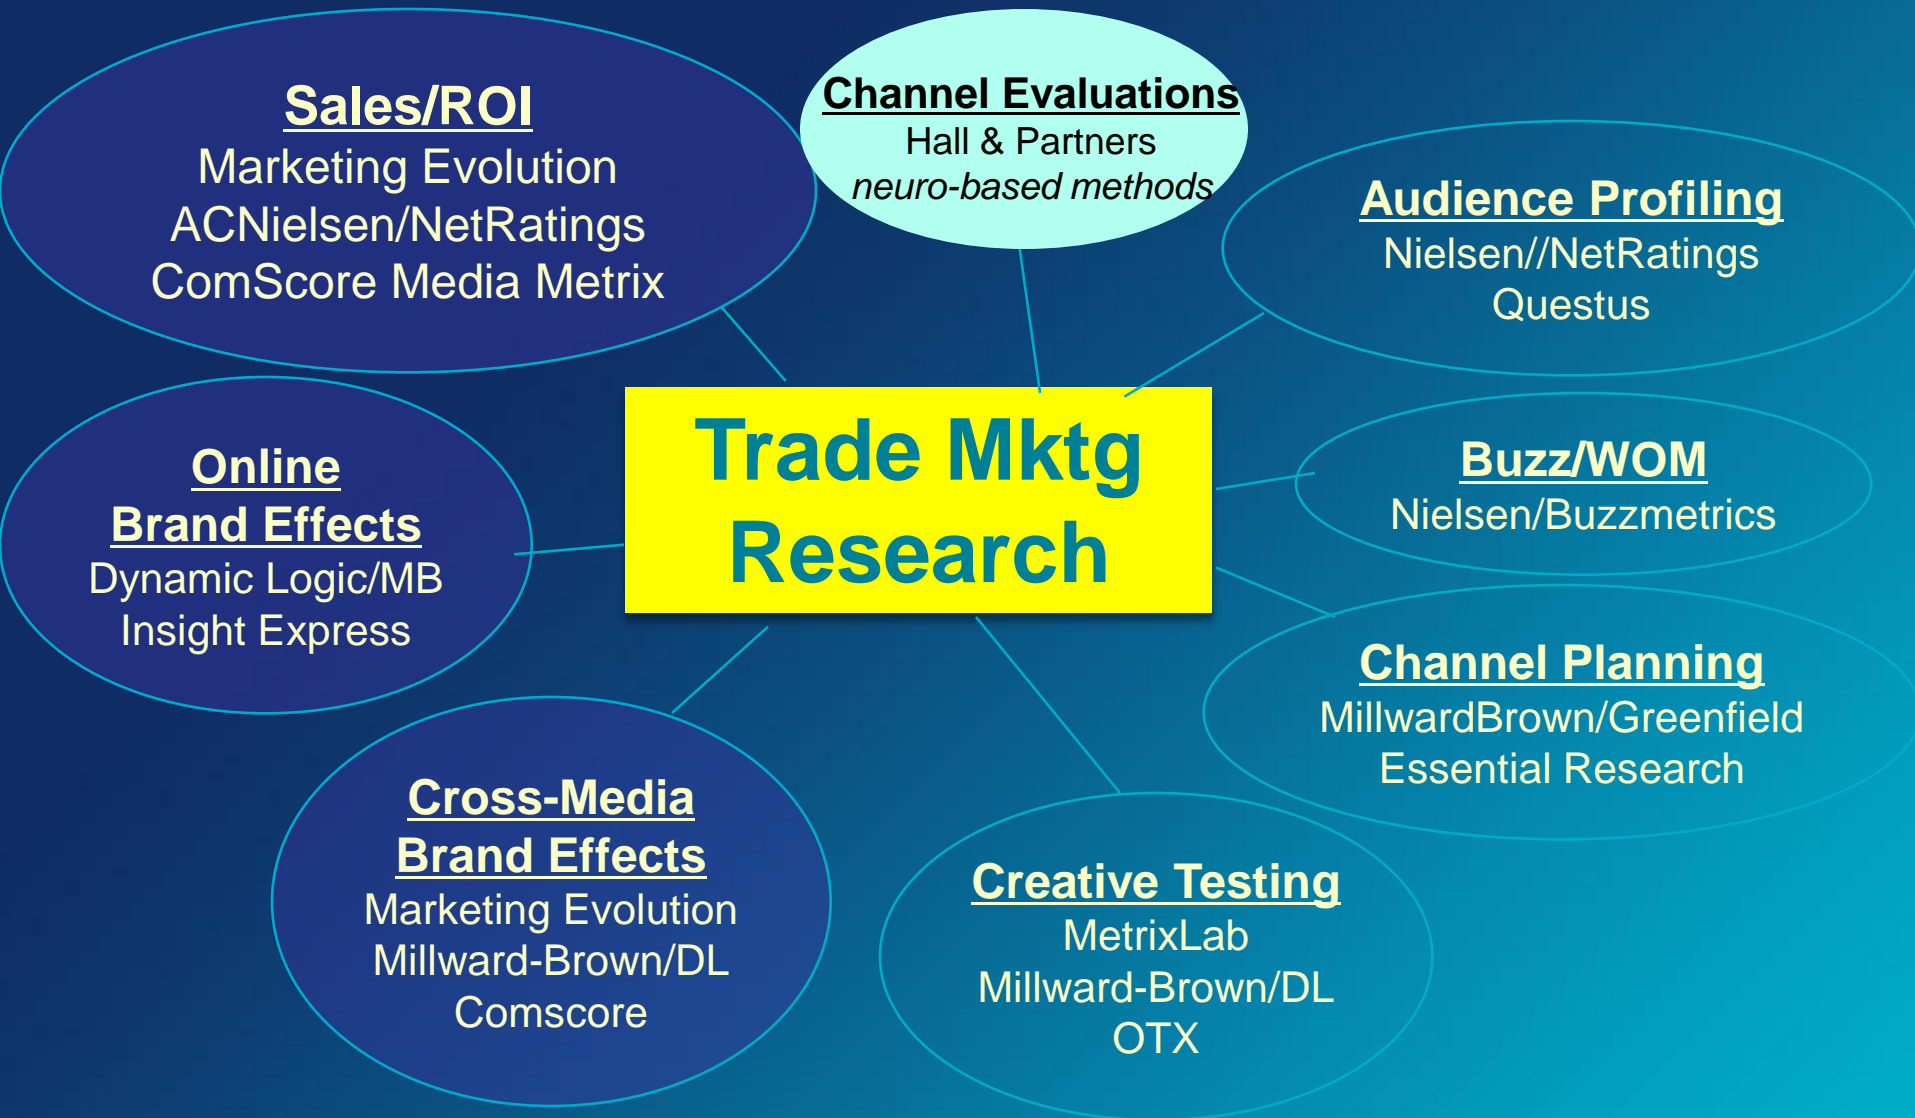 Sales/ROI
Marketing Evolution
ACNielsen/NetRatings
ComScore Media Metrix
Channel Evaluations
Hall & Partners
neuro-based methods
Audience Profiling
Nielsen//NetRatings
Questus
Trade Mktg
Research
Online
Brand Effects
Dynamic Logic/MB
Insight Express
Buzz/WOM
Nielsen/Buzzmetrics
Channel Planning
MillwardBrown/Greenfield
Essential Research
Cross-Media
Brand Effects
Marketing Evolution
Millward-Brown/DL
Comscore
Creative Testing
MetrixLab
Millward-Brown/DL
OTX